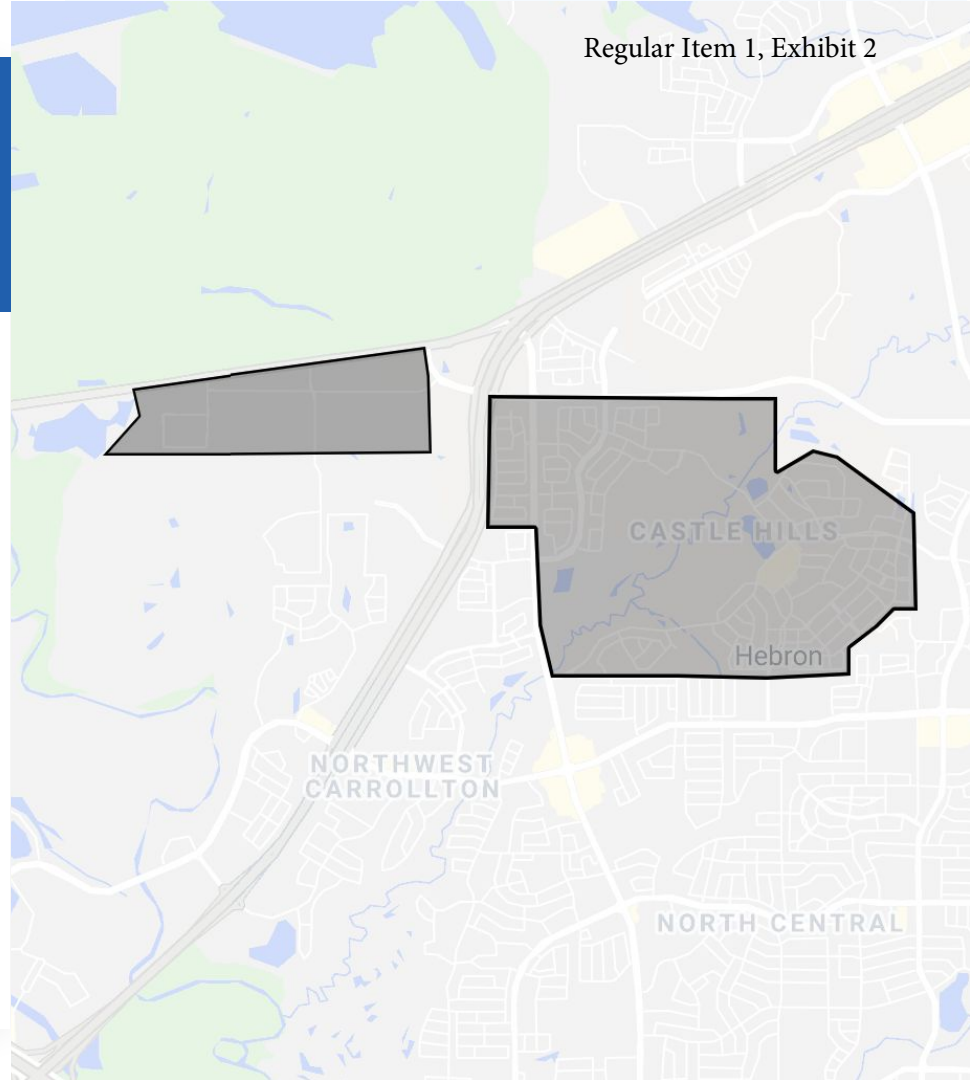 Regular Item 1, Exhibit 2
CASTLE HILLS
Hebron
NORTHWEST
CARROLLTON
NORTH CENTRAL